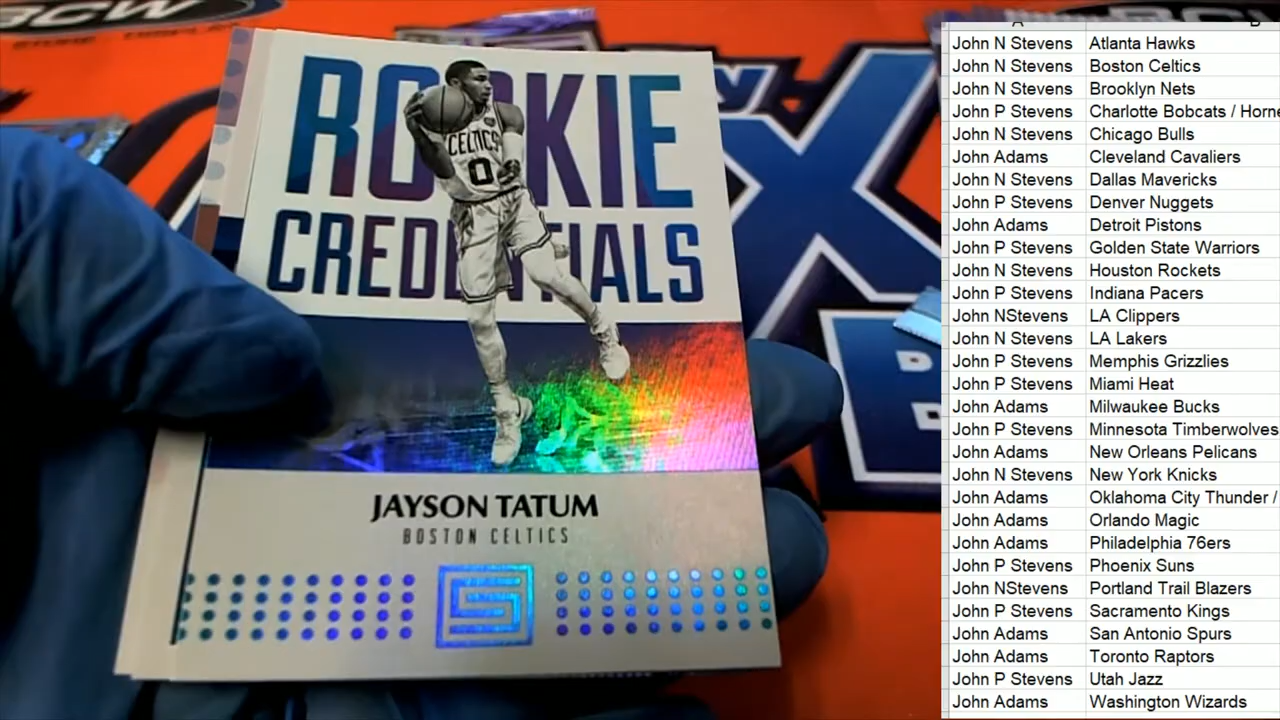 BCW
ROOKIE
CREDENTIALS
CELTICS
0
JAYSON TATUM
BOSTON CELTICS
S
John N Stevens Atlanta Hawks
John N Stevens Boston Celtics
John N Stevens Brooklyn Nets
John P Stevens Charlotte Bobcats / Horne
John N Stevens Chicago Bulls
John Adams Cleveland Cavaliers
John N Stevens Dallas Mavericks
John P Stevens Denver Nuggets
John Adams Detroit Pistons
John P Stevens Golden State Warriors
John N Stevens Houston Rockets
John P Stevens Indiana Pacers
John NStevens LA Clippers
John N Stevens LA Lakers
John P Stevens Memphis Grizzlies
John P Stevens Miami Heat
John Adams Milwaukee Bucks
John P Stevens Minnesota Timberwolves
John Adams New Orleans Pelicans
John N Stevens New York Knicks
John Adams Oklahoma City Thunder /
John Adams Orlando Magic
John Adams Philadelphia 76ers
John P Stevens Phoenix Suns
John NStevens Portland Trail Blazers
John P Stevens Sacramento Kings
John Adams San Antonio Spurs
John Adams Toronto Raptors
John P Stevens Utah Jazz
John Adams Washington Wizards